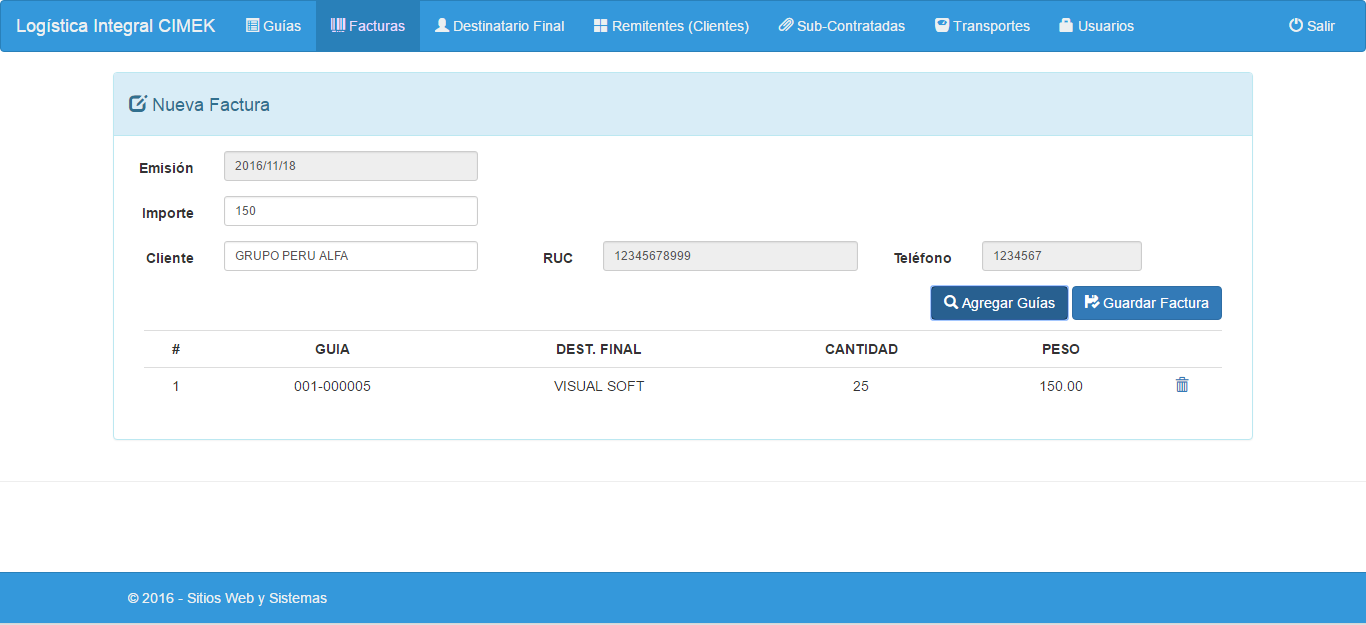 Logística Integral CIMEK Guías Facturas Destinatario Final Remitentes (Clientes) Sub-Contratadas Transportes Usuarios Salir
Nueva Factura
Emisión 2016/11/18
Importe 150
Cliente GRUPO PERU ALFA RUC 12345678999 Teléfono 1234567
Agregar Guías Guardar Factura
# GUIA DEST. FINAL CANTIDAD PESO
1 001-000005 VISUAL SOFT 25 150.00
© 2016 - Sitios Web y Sistemas